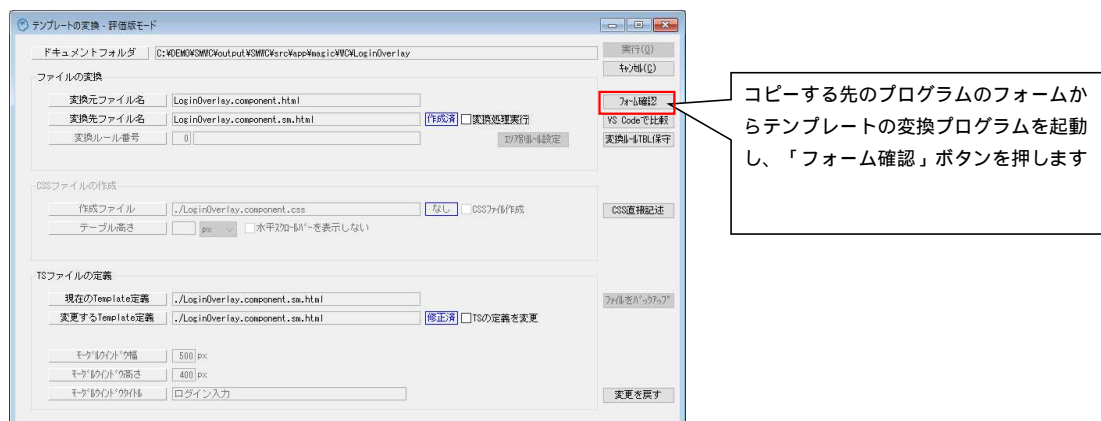 テンプレートの変換 - 評価版モード
ドキュメントフォルダ C:¥DEMO¥SMWC¥output¥SMWC¥src¥app¥magic¥WC¥LoginOverlay 実行(O)
ｷｬﾝｾﾙ(C)
ファイルの変換
変換元ファイル名 LoginOverlay.component.html フォーム確認
変換先ファイル名 LoginOverlay.component.sm.html 作成済 変換処理実行 VS Codeで比較
変換ルール番号 0 ｴﾘｱ別ﾙｰﾙ設定 変換ﾙｰﾙTBL保守
コピーする先のプログラムのフォームか
らテンプレートの変換プログラムを起動
し、「フォーム確認」ボタンを押します
CSSファイルの作成
作成ファイル ./LoginOverlay.component.css なし CSSﾌｧｲﾙ作成 CSS直接記述
テーブル高さ px 水平ｽｸﾛｰﾙﾊﾞｰを表示しない
TSファイルの定義
現在のTemplate定義 ./LoginOverlay.component.sm.html ﾌｧｲﾙをﾊﾞｯｸｱｯﾌﾟ
変更するTemplate定義 ./LoginOverlay.component.sm.html 修正済 TSの定義を変更
ﾓｰﾀﾞﾙｳｨﾝﾄﾞｳ幅 500 px
ﾓｰﾀﾞﾙｳｨﾝﾄﾞｳ高さ 400 px
ﾓｰﾀﾞﾙｳｨﾝﾄﾞｳﾀｲﾄﾙ ログイン入力 変更を戻す